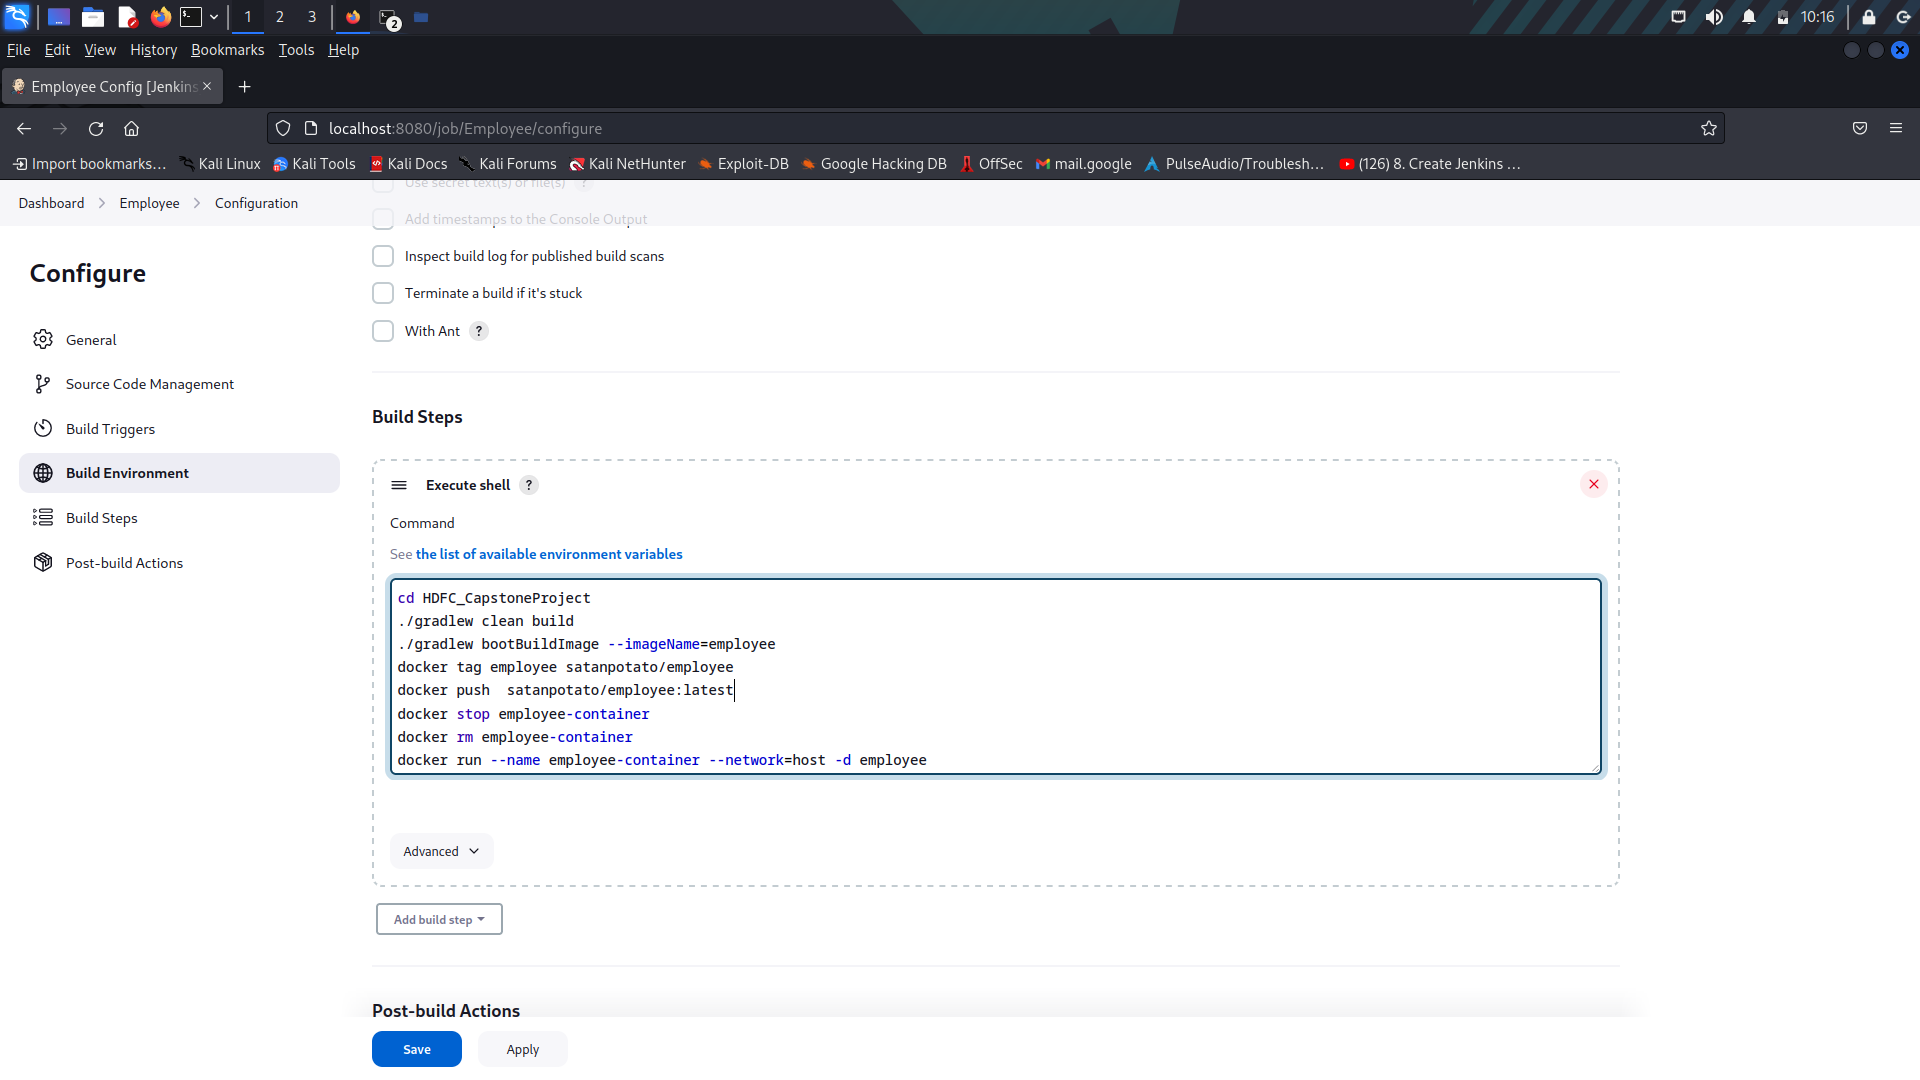 1
2
3
2
10:16
File Edit View History Bookmarks Tools Help
Employee Config [Jenkins
localhost:8080/job/Employee/configure
Import bookmarks... Kali Linux Kali Tools Kali Docs Kali Forums Kali NetHunter Exploit-DB Google Hacking DB OffSec mail.google PulseAudio/Troublesh... (126) 8. Create Jenkins ...
Dashboard Employee Configuration
Configure
General
Source Code Management
Build Triggers
Build Environment
Build Steps
Post-build Actions
Use secret text(s) or file(s) ?
Add timestamps to the Console Output
Inspect build log for published build scans
Terminate a build if it's stuck
With Ant ?
Build Steps
Execute shell ?
Command
See the list of available environment variables
cd HDFC_CapstoneProject
./gradlew clean build
./gradlew bootBuildImage --imageName=employee
docker tag employee satanpotato/employee
docker push  satanpotato/employee:latest
docker stop employee-container
docker rm employee-container
docker run --name employee-container --network=host -d employee
Advanced
Add build step
Post-build Actions
Save Apply